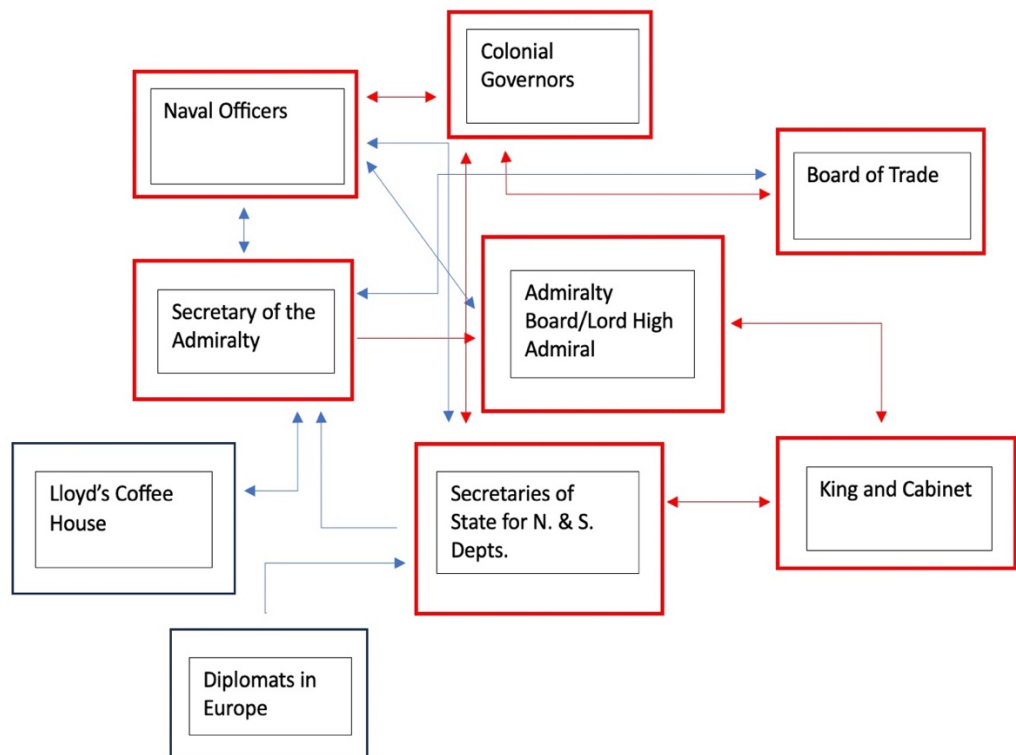 Colonial
Governors
Naval Officers
Board of Trade
Secretary of the
Admiralty
Admiralty
Board/Lord High
Admiral
Lloyd’s Coffee
House
Secretaries of
State for N. & S.
Depts.
King and Cabinet
Diplomats in
Europe